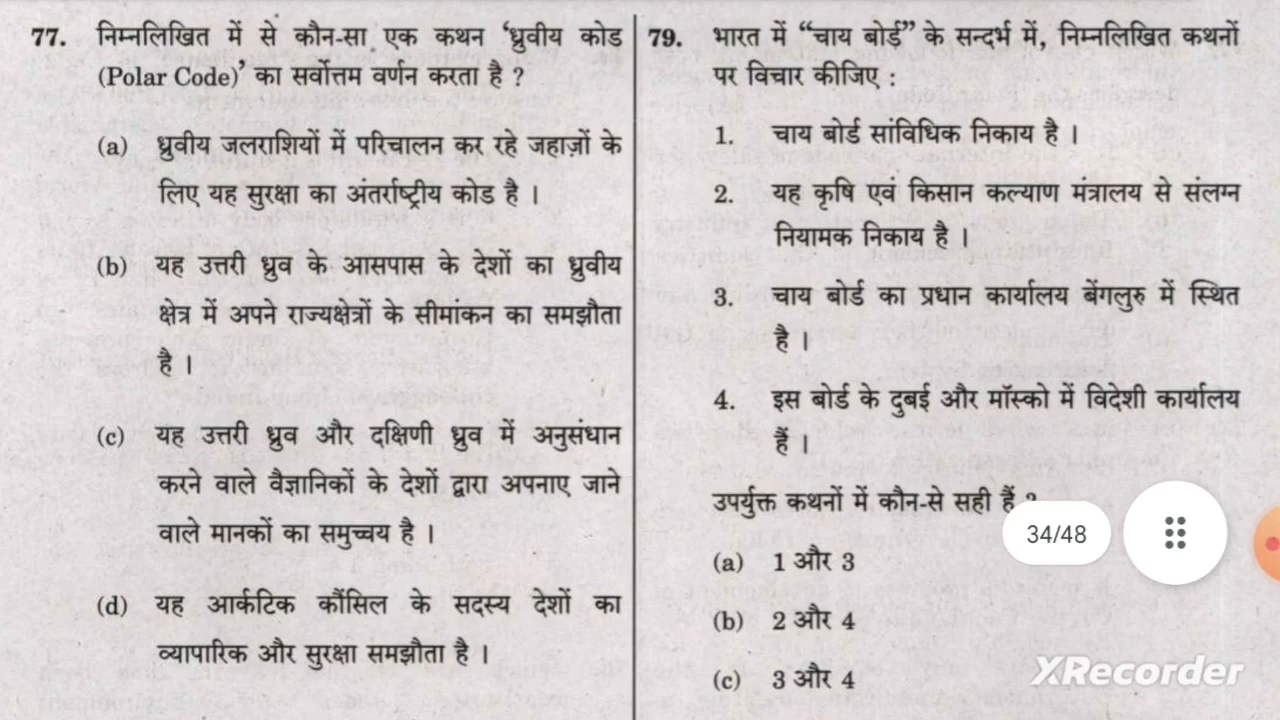 77. निम्नलिखित में से कौन-सा एक कथन 'ध्रुवीय कोड
(Polar Code)' का सर्वोत्तम वर्णन करता है ?
(a) ध्रुवीय जलराशियों में परिचालन कर रहे जहाज़ों के
लिए यह सुरक्षा का अंतर्राष्ट्रीय कोड है ।
(b) यह उत्तरी ध्रुव के आसपास के देशों का ध्रुवीय
क्षेत्र में अपने राज्यक्षेत्रों के सीमांकन का समझौता
है ।
(c) यह उत्तरी ध्रुव और दक्षिणी ध्रुव में अनुसंधान
करने वाले वैज्ञानिकों के देशों द्वारा अपनाए जाने
वाले मानकों का समुच्चय है ।
(d) यह आर्कटिक कौंसिल के सदस्य देशों का
व्यापारिक और सुरक्षा समझौता है ।
79. भारत में “चाय बोर्ड” के सन्दर्भ में, निम्नलिखित कथनों
पर विचार कीजिए :
1. चाय बोर्ड सांविधिक निकाय है ।
2. यह कृषि एवं किसान कल्याण मंत्रालय से संलग्न
नियामक निकाय है
3. चाय बोर्ड का प्रधान कार्यालय बेंगलुरु में स्थित
है ।
4. इस बोर्ड के दुबई और मॉस्को में विदेशी कार्यालय
हैं ।
उपर्युक्त कथनों में कौन-से सही हैं ?
(a) 1 और 3
(b) 2 और 4
(c) 3 और 4
34/48
XRecorder